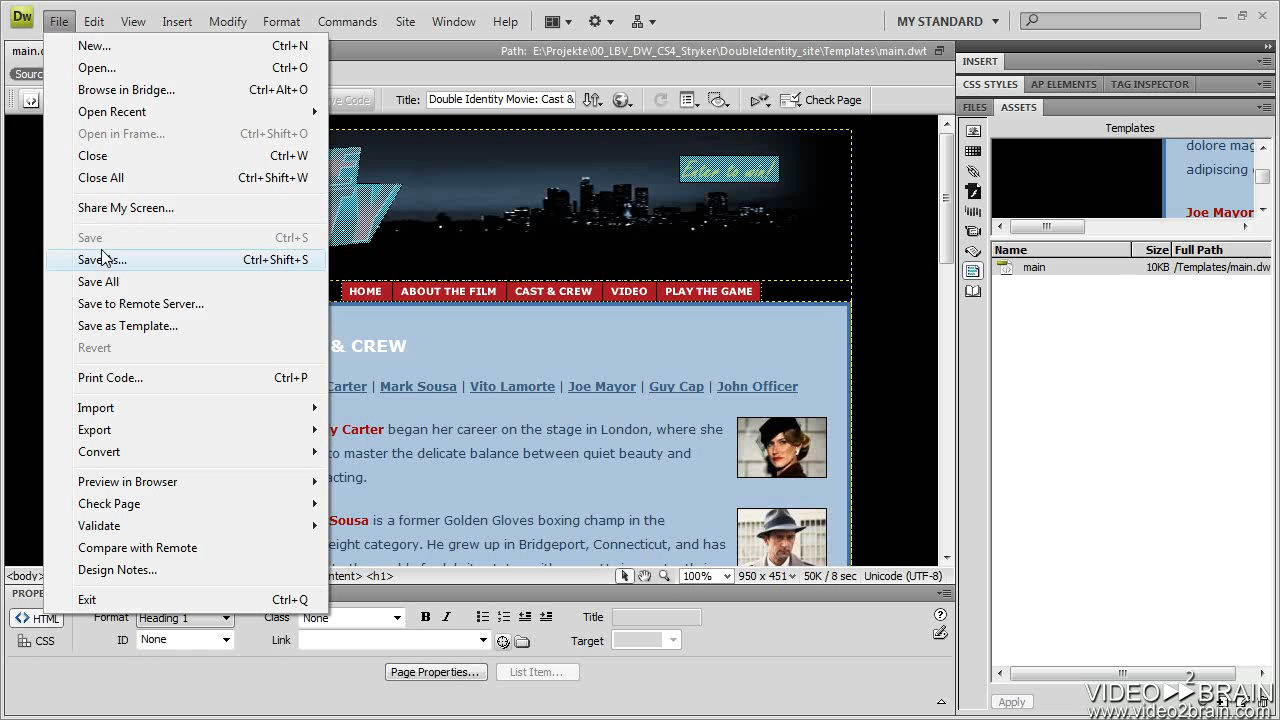 Dw File Edit View Insert Modify Format Commands Site Window Help MY STANDARD
Path: E:\Projekte\00_LBV_DW_CS4_Stryker\DoubleIdentity_site\Templates\main.dwt
Title: Double Identity Movie: Cast & Check Page
New... Ctrl+N
Open... Ctrl+O
Browse in Bridge... Ctrl+Alt+O
Open Recent
Open in Frame... Ctrl+Shift+O
Close Ctrl+W
Close All Ctrl+Shift+W
Share My Screen...
Save Ctrl+S
Ctrl+Shift+S
Save All
Save to Remote Server...
Save as Template...
Revert
Print Code... Ctrl+P
Import
Export
Convert
Preview in Browser
Check Page
Validate
Compare with Remote
Design Notes...
Exit Ctrl+Q
HOME ABOUT THE FILM CAST & CREW VIDEO PLAY THE GAME
& CREW
Carter | Mark Sousa | Vito Lamorte | Joe Mayor | Guy Cap | John Officer
y Carter began her career on the stage in London, where she
to master the delicate balance between quiet beauty and
acting.
Sousa is a former Golden Gloves boxing champ in the
eight category. He grew up in Bridgeport, Connecticut, and has
<body> <h1> 100% 950 x 451 50K / 8 sec Unicode (UTF-8)
HTML Format Heading 1 Class None Title
CSS ID None Link Target
Page Properties... List Item...
INSERT
CSS STYLES AP ELEMENTS TAG INSPECTOR
FILES ASSETS
Templates
dolore mag
adipiscing e
Joe Mayor
Name Size Full Path
main 10KB /Templates/main.dw
Apply
VIDEO 2 BRAIN
www.video2brain.com